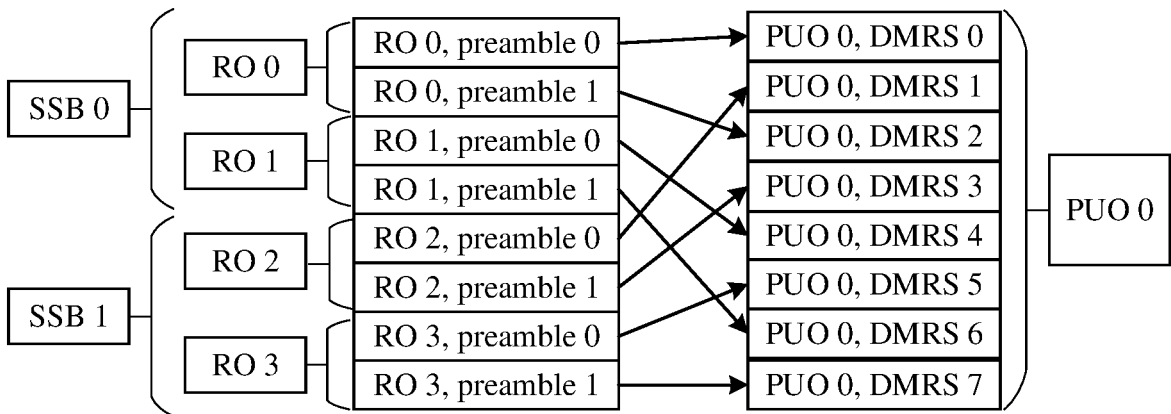 SSB 0
SSB 1
RO 0
RO 1
RO 2
RO 3
RO 0, preamble 0
RO 0, preamble 1
RO 1, preamble 0
RO 1, preamble 1
RO 2, preamble 0
RO 2, preamble 1
RO 3, preamble 0
RO 3, preamble 1
PUO 0, DMRS 0
PUO 0, DMRS 1
PUO 0, DMRS 2
PUO 0, DMRS 3
PUO 0, DMRS 4
PUO 0, DMRS 5
PUO 0, DMRS 6
PUO 0, DMRS 7
PUO 0